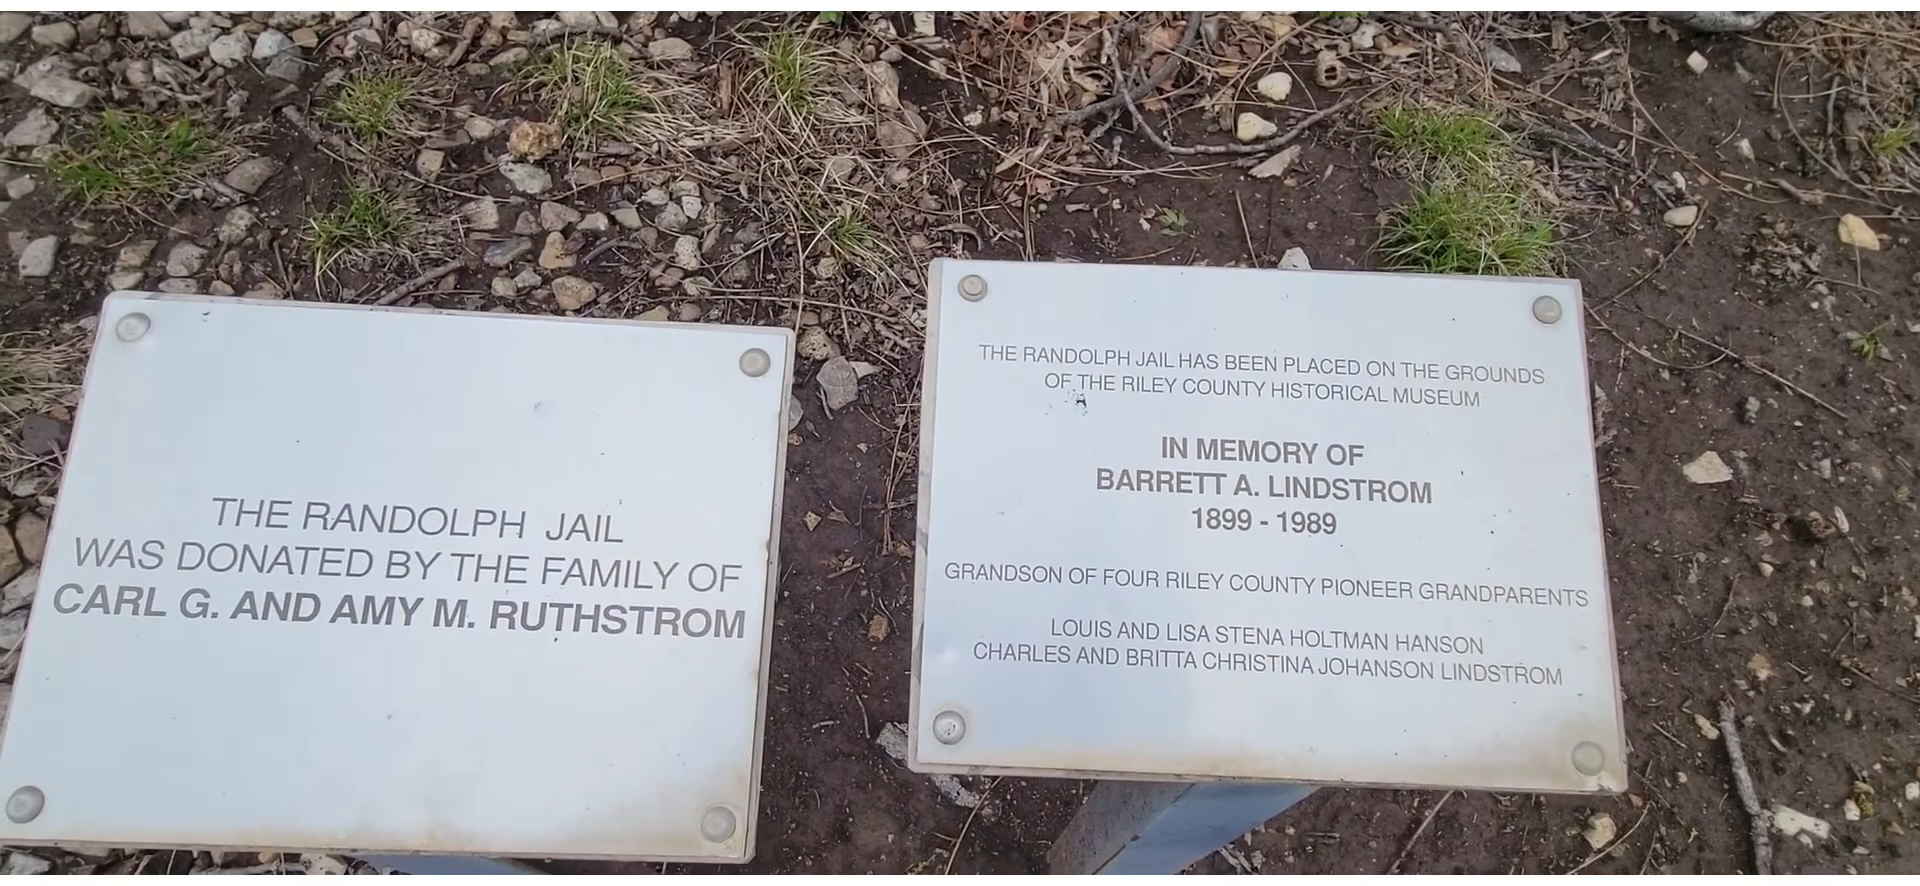 THE RANDOLPH JAIL
WAS DONATED BY THE FAMILY OF
CARL G. AND AMY M. RUTHSTROM
THE RANDOLPH JAIL HAS BEEN PLACED ON THE GROUNDS
OF THE RILEY COUNTY HISTORICAL MUSEUM
IN MEMORY OF
BARRETT A. LINDSTROM
1899 - 1989
GRANDSON OF FOUR RILEY COUNTY PIONEER GRANDPARENTS
LOUIS AND LISA STENA HOLTMAN HANSON
CHARLES AND BRITTA CHRISTINA JOHANSON LINDSTROM